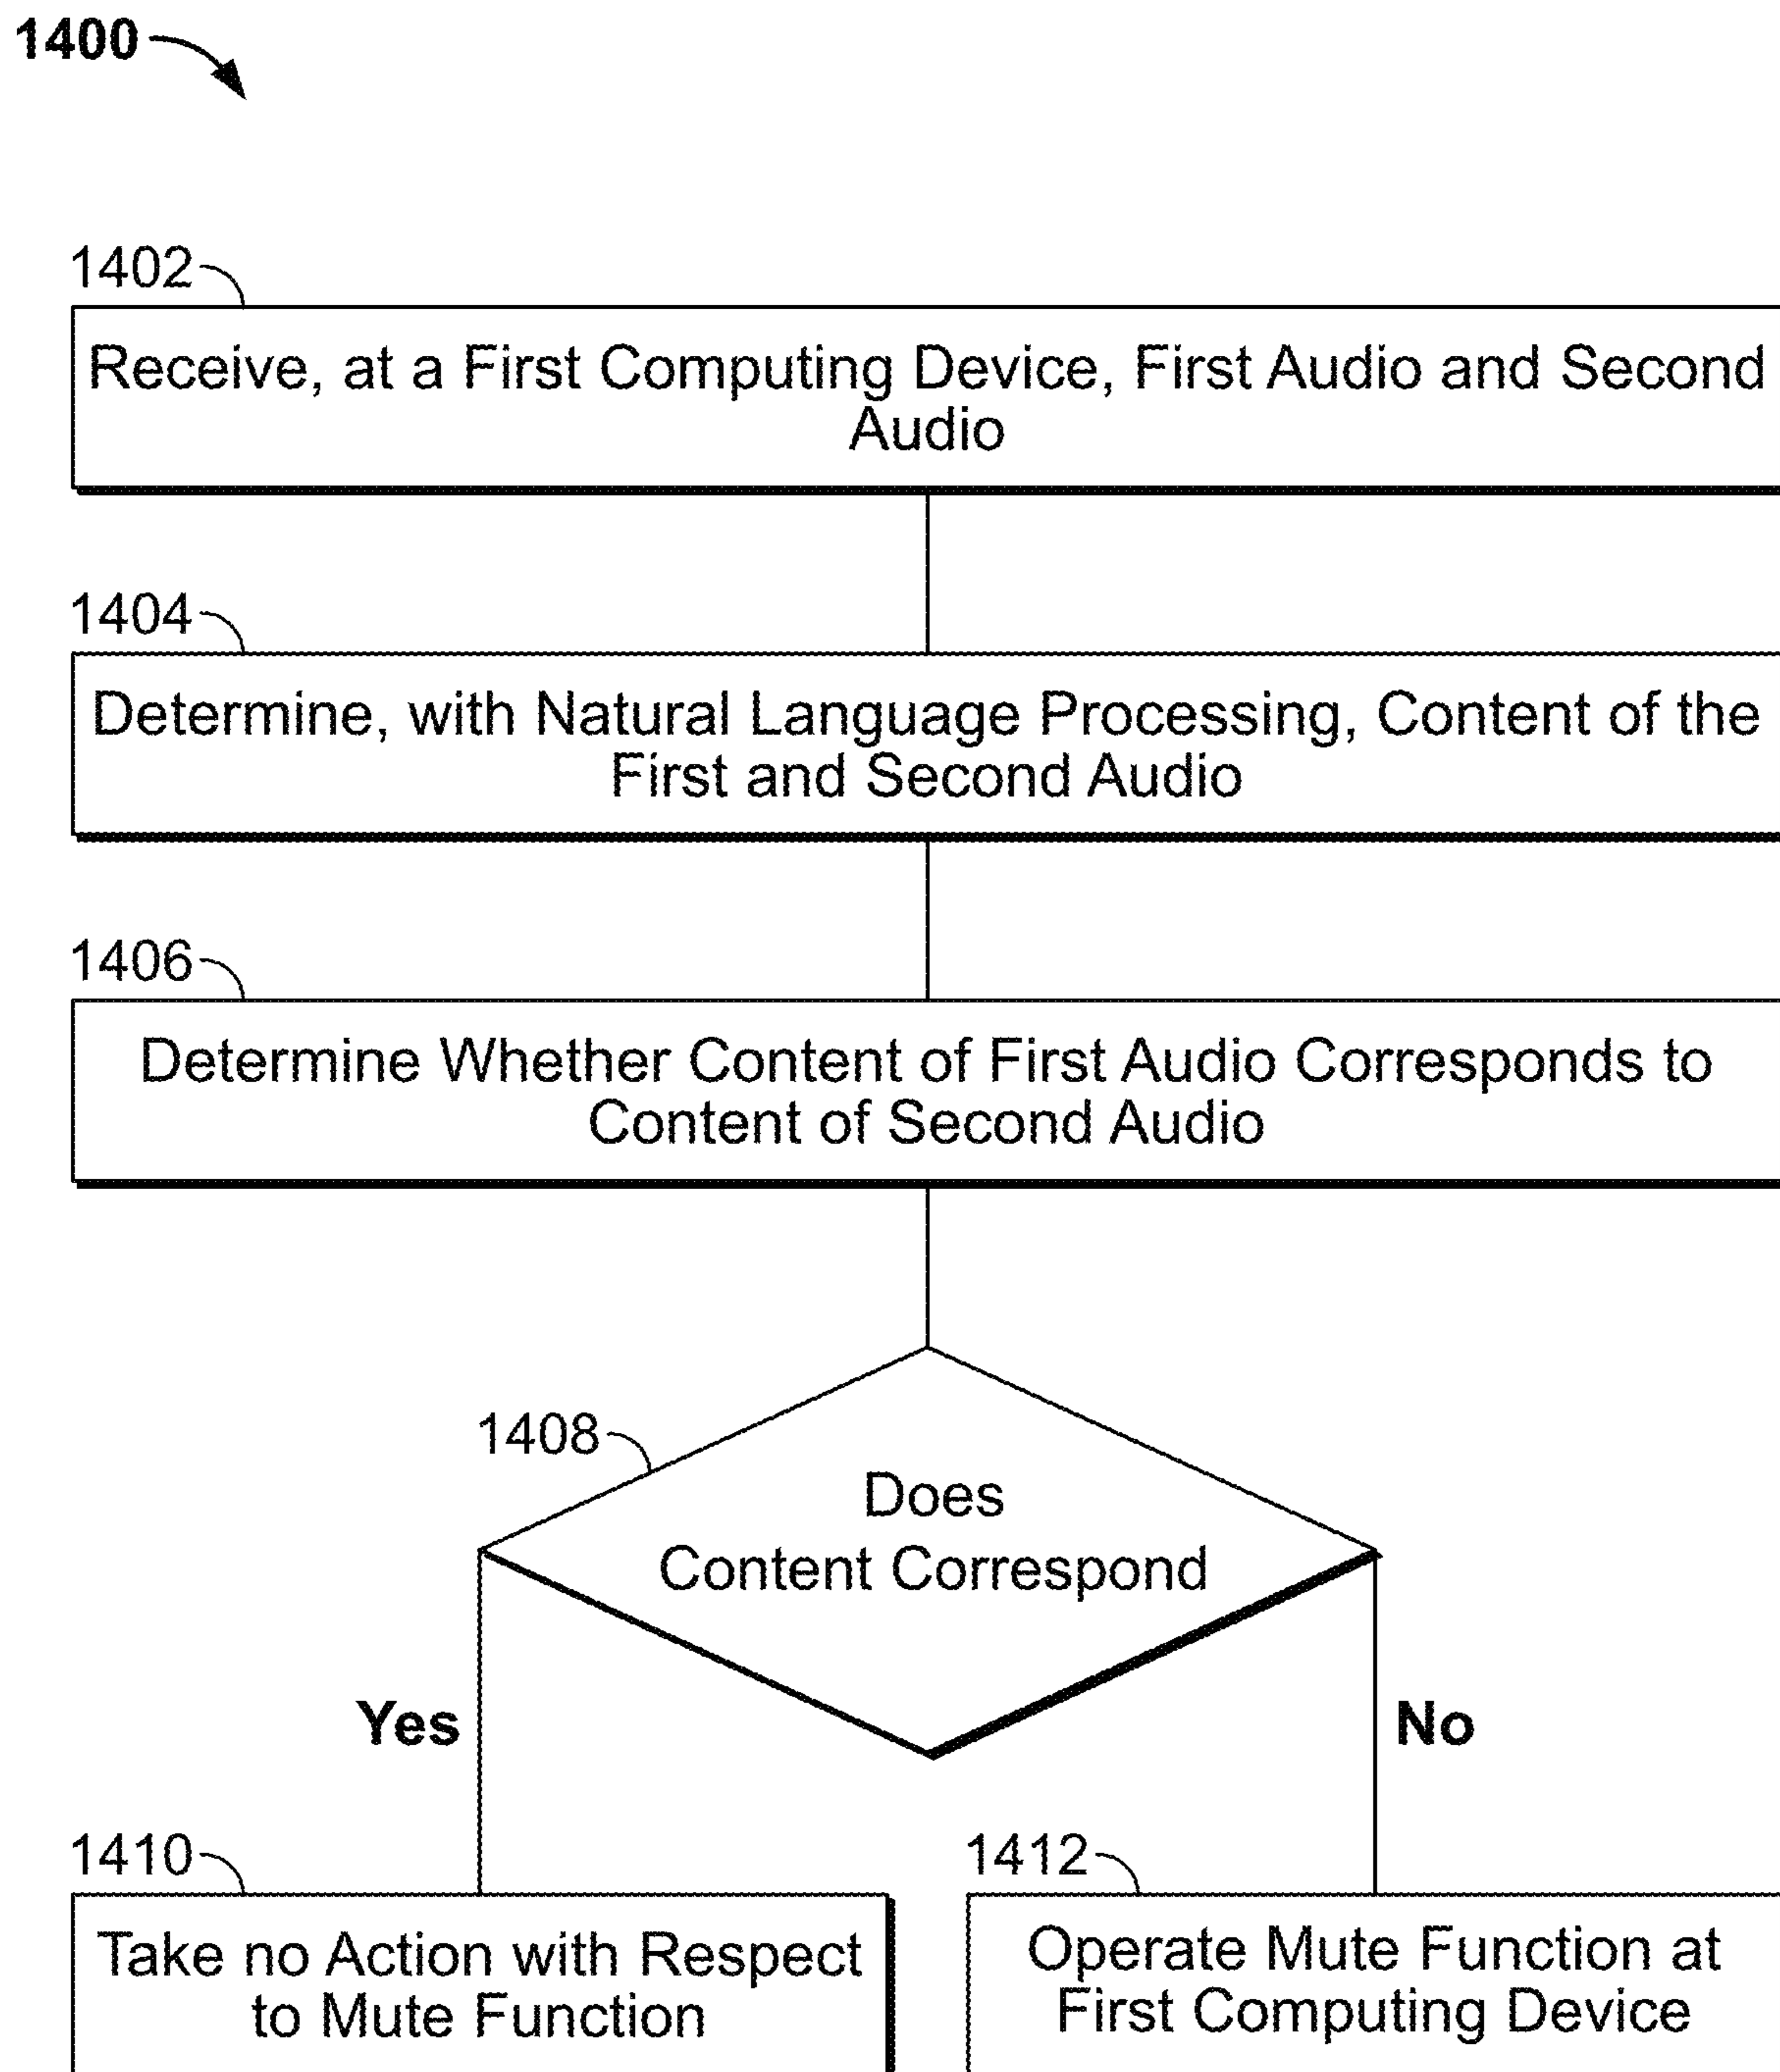 1400
1402
Receive, at a First Computing Device, First Audio and Second
Audio
1404
Determine, with Natural Language Processing, Content of the
First and Second Audio
1406
Determine Whether Content of First Audio Corresponds to
Content of Second Audio
1408
Does
Content Correspond
Yes
No
1410
Take no Action with Respect
to Mute Function
1412
Operate Mute Function at
First Computing Device